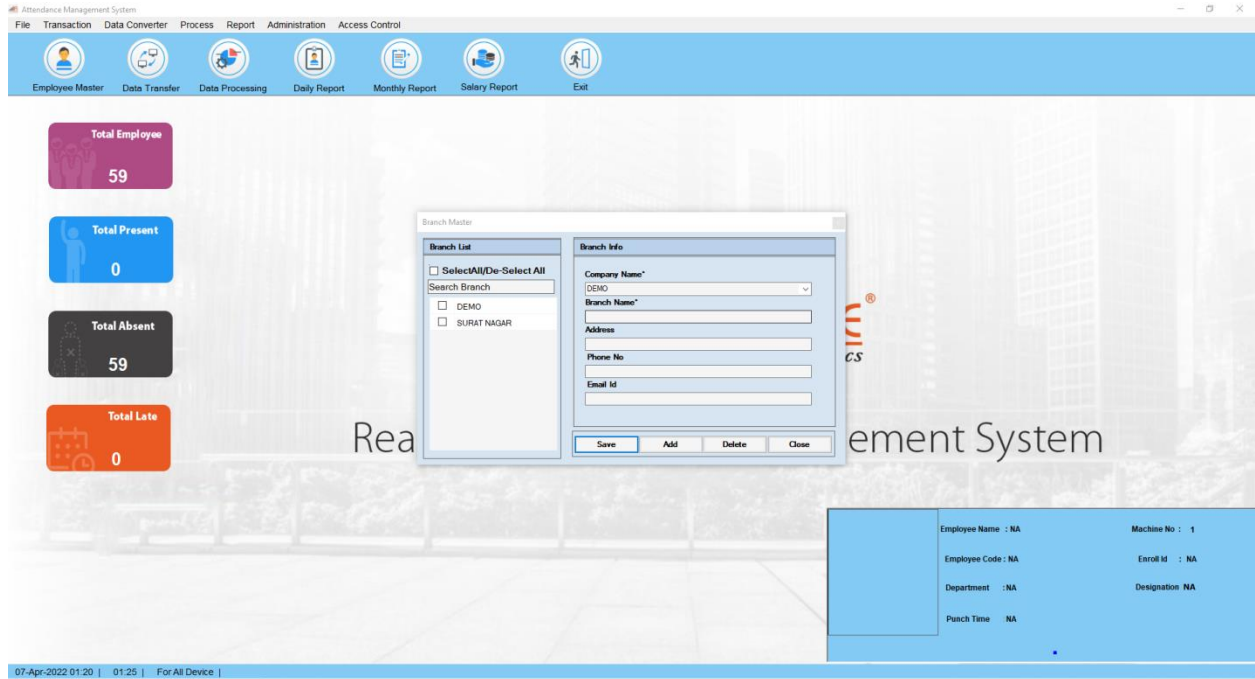 Attendance Management System
File Transaction Data Converter Process Report Administration Access Control
Employee Master Data Transfer Data Processing Daily Report Monthly Report Salary Report Exit
Total Employee
59
Total Present
0
Total Absent
59
Total Late
0
Branch Master
Branch List
SelectAll/De-Select All
Search Branch
DEMO
SURAT NAGAR
Branch Info
Company Name*
DEMO
Branch Name*
Address
Phone No
Email Id
Save Add Delete Close
®
cs
Rea ement System
Employee Name : NA Machine No : 1
Employee Code : NA Enroll Id : NA
Department : NA Designation NA
Punch Time NA
07-Apr-2022 01:20 | 01:25 | For All Device |